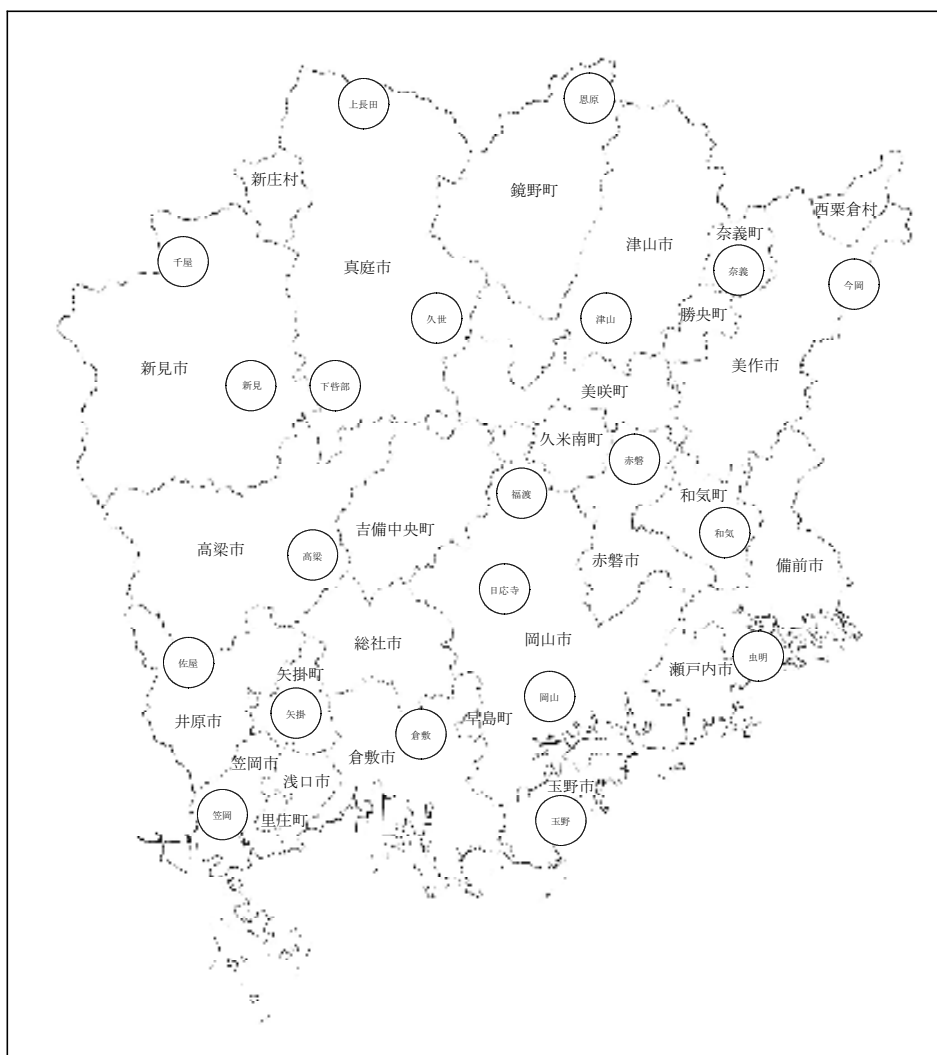 上長田
恩原
新庄村
鏡野町
西粟倉村
奈義町
津山市
千屋
真庭市
奈義
今岡
久世
津山
勝央町
新見市
美作市
新見
下呰部
美咲町
久米南町
赤磐
福渡
和気町
吉備中央町
和気
高梁市
高梁
赤磐市
備前市
日応寺
総社市
岡山市
佐屋
矢掛町
瀬戸内市
虫明
井原市
矢掛
岡山
早島町
倉敷
倉敷市
笠岡市
浅口市
玉野市
笠岡
里庄町
玉野